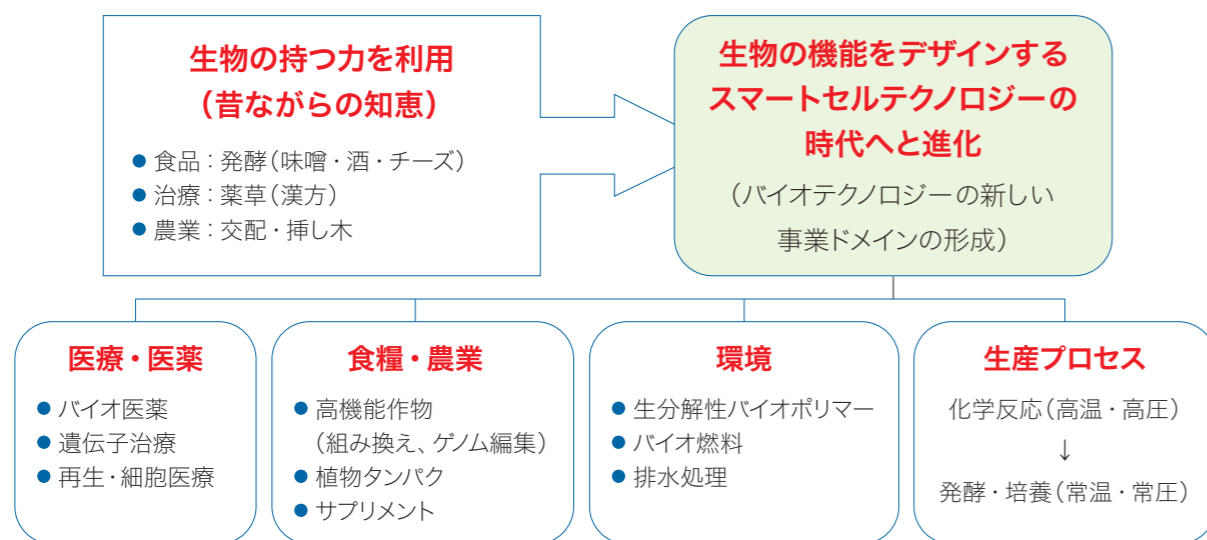 生物の持つ力を利用
（昔ながらの知恵）
● 食品：発酵（味噌・酒・チーズ）
● 治療：薬草（漢方）
● 農業：交配・挿し木
生物の機能をデザインする
スマートセルテクノロジーの
時代へと進化
（バイオテクノロジーの新しい
事業ドメインの形成）
医療・医薬
● バイオ医薬
● 遺伝子治療
● 再生・細胞医療
食糧・農業
● 高機能作物
（組み換え、ゲノム編集）
● 植物タンパク
● サプリメント
環境
● 生分解性バイオポリマー
● バイオ燃料
● 排水処理
生産プロセス
化学反応（高温・高圧）
↓
発酵・培養（常温・常圧）